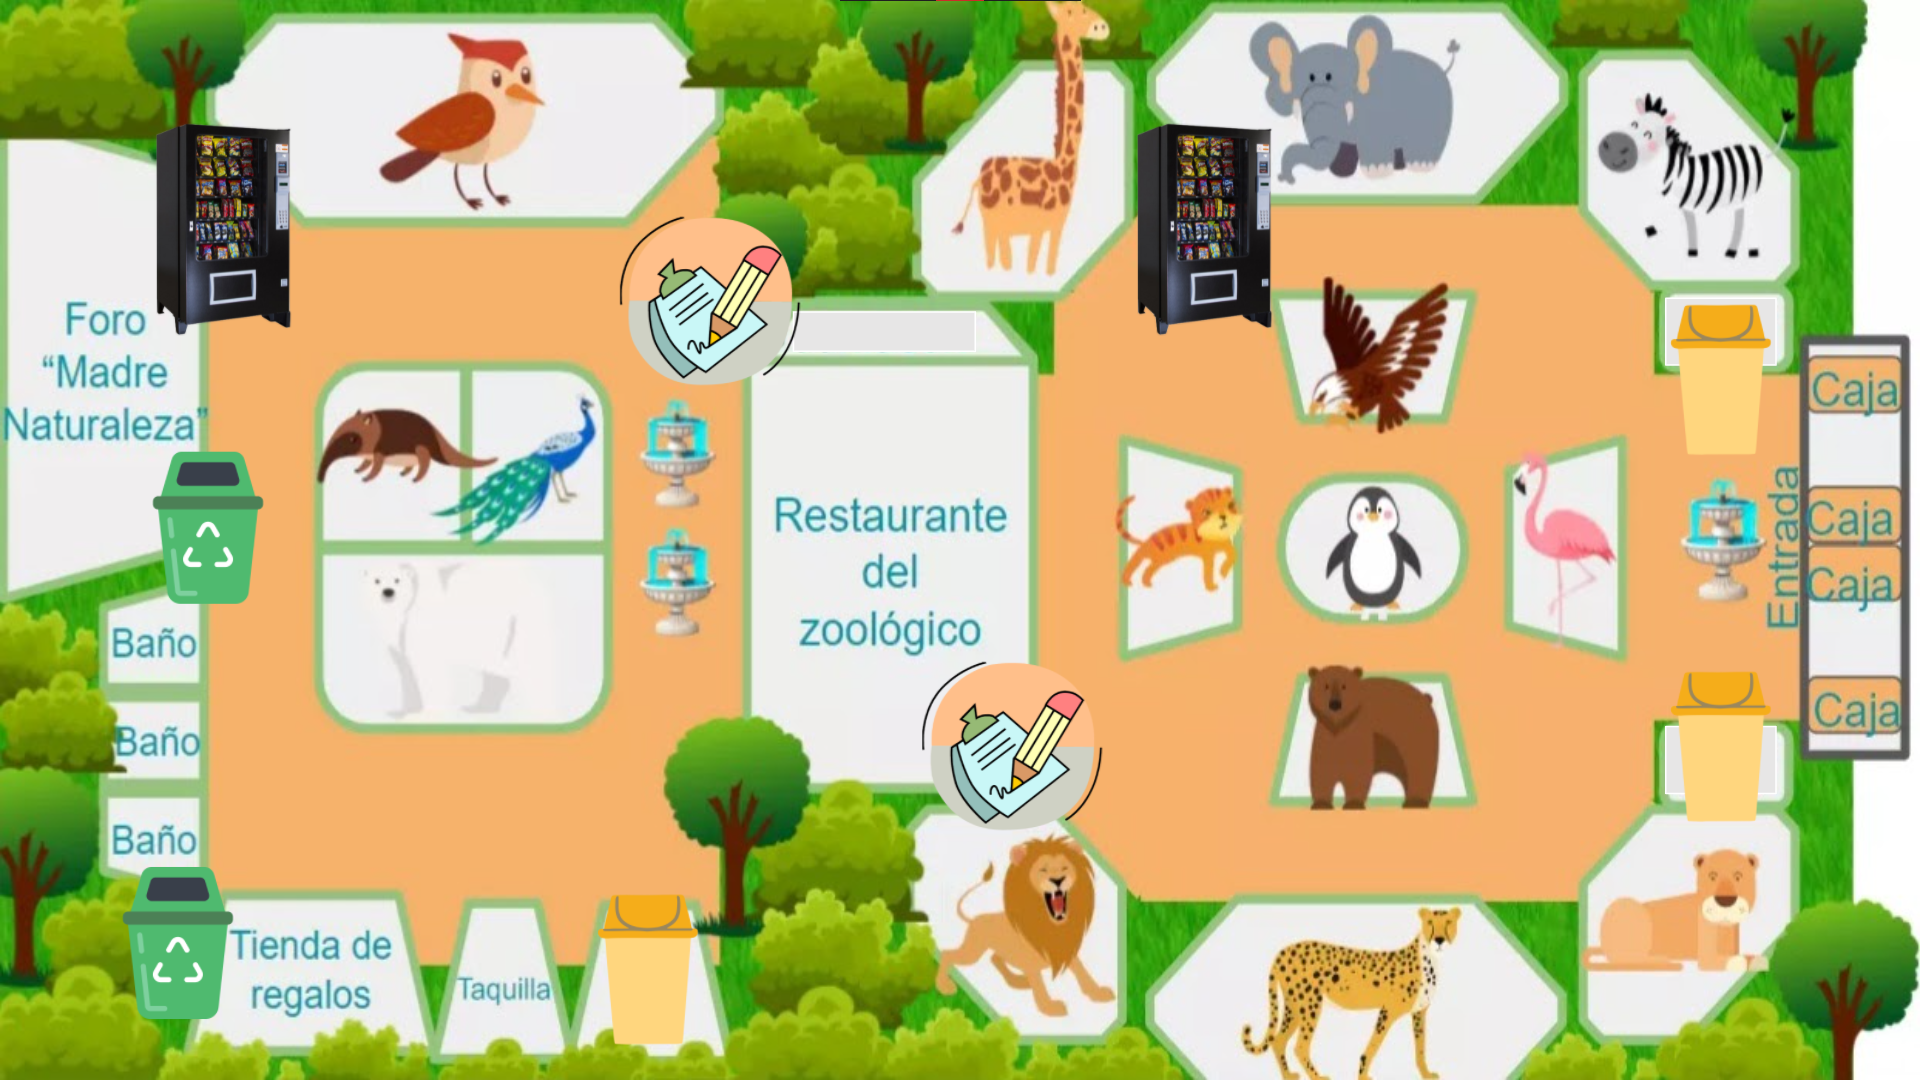 Foro
“Madre
Naturaleza”
Baño
Baño
Baño
Tienda de
regalos
Taquilla
Restaurante
del
zoológico
Entrada
Caja
Caja
Caja
Caja